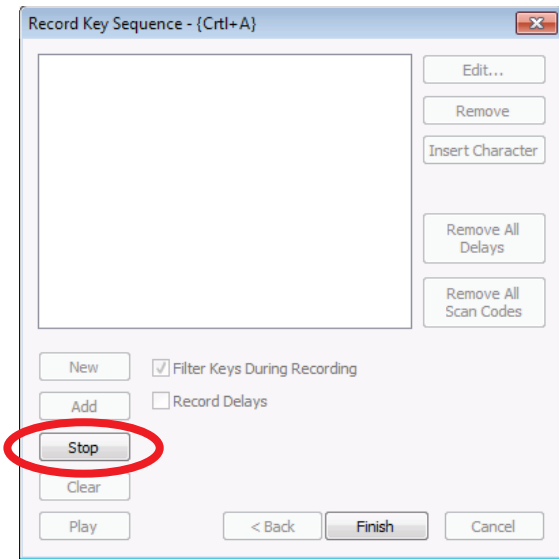 Record Key Sequence - {Crtl+A}
Edit...
Remove
Insert Character
Remove All
Delays
Remove All
Scan Codes
New
Filter Keys During Recording
Add
Record Delays
Stop
Clear
Play
< Back
Finish
Cancel